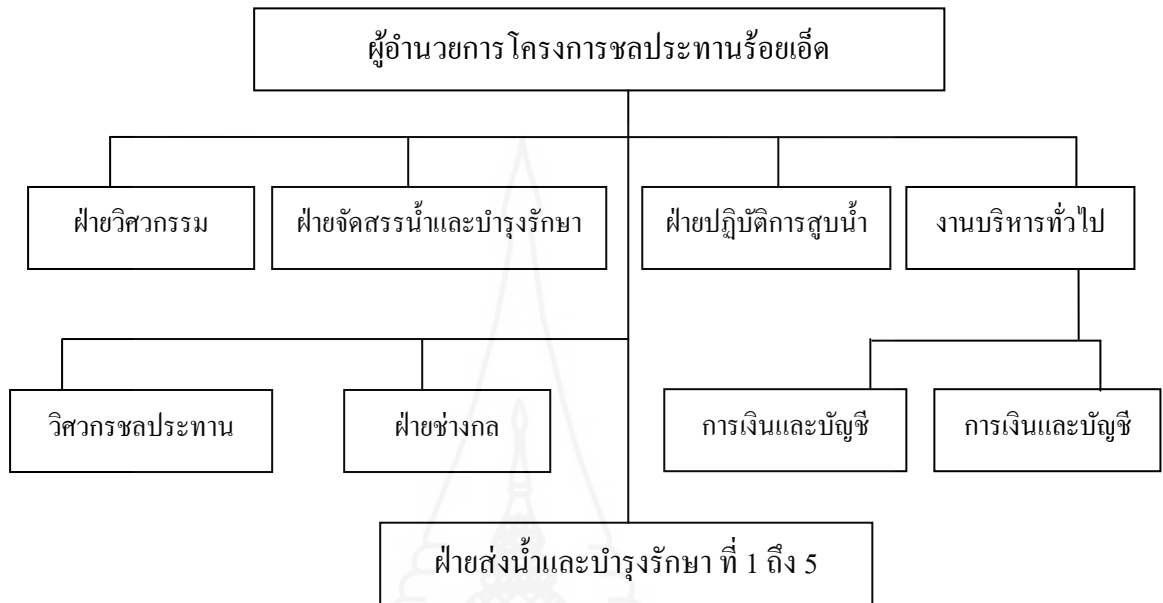 ผู้อำนวยการโครงการชลประทานร้อยเอ็ด
ฝ่ายวิศวกรรม
ฝ่ายจัดสรรน้ำและบำรุงรักษา
ฝ่ายปฏิบัติการสูบน้ำ
งานบริหารทั่วไป
วิศวกรชลประทาน
ฝ่ายช่างกล
การเงินและบัญชี
การเงินและบัญชี
ฝ่ายส่งน้ำและบำรุงรักษา ที่ 1 ถึง 5